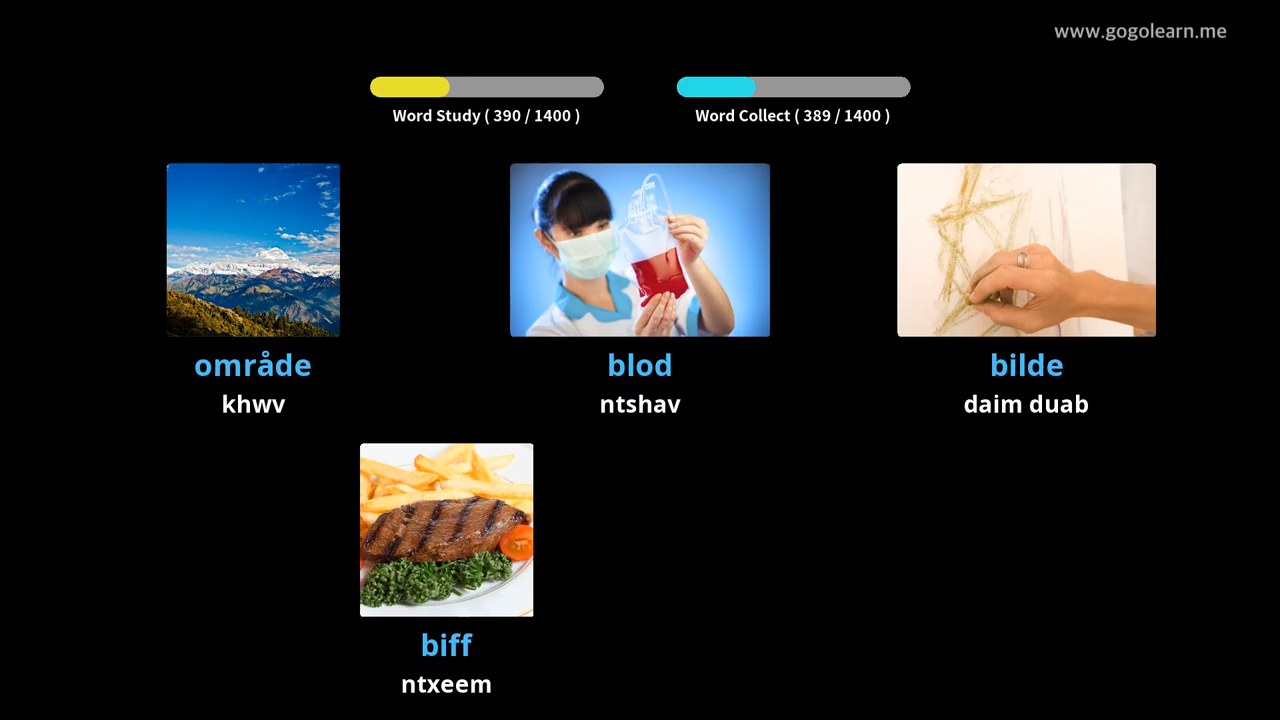 www.gogolearn.me
Word Study ( 390 / 1400 )
Word Collect ( 389 / 1400 )
område
khwv
blod
ntshav
bilde
daim duab
biff
ntxeem